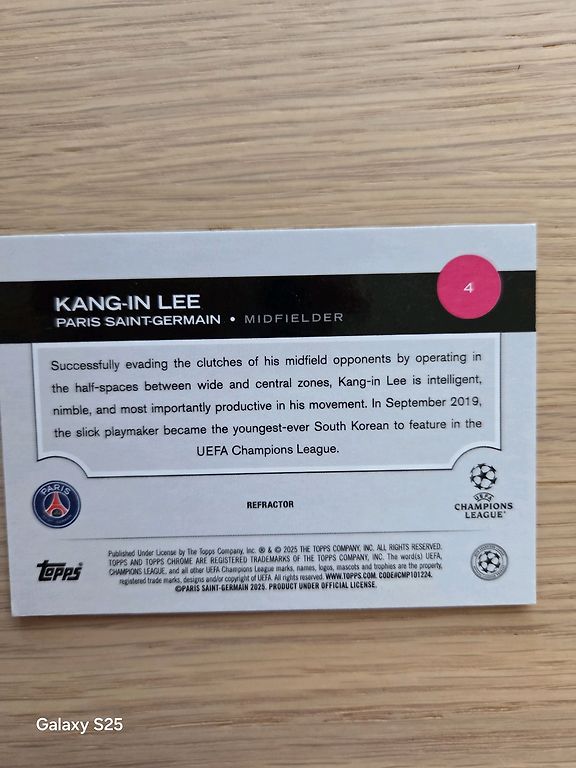 4
KANG-IN LEE
PARIS SAINT-GERMAIN • MIDFIELDER
Successfully evading the clutches of his midfield opponents by operating in
the half-spaces between wide and central zones, Kang-in Lee is intelligent,
nimble, and most importantly productive in his movement. In September 2019,
the slick playmaker became the youngest-ever South Korean to feature in the
UEFA Champions League.
PARIS
REFRACTOR
UEFA
CHAMPIONS
LEAGUE
topps
Published Under License by The Topps Company, Inc. ® & © 2025 THE TOPPS COMPANY, INC. ALL RIGHTS RESERVED.
TOPPS AND TOPPS CHROME ARE REGISTERED TRADEMARKS OF THE TOPPS COMPANY, INC. The word(s) UEFA,
CHAMPIONS LEAGUE, and all other UEFA Champions League marks, names, logos, mascots and trophies are the property,
registered trade marks, designs and/or copyright of UEFA. All rights reserved. WWW.TOPPS.COM. CODE#CMP101224.
©PARIS SAINT-GERMAIN 2025. PRODUCT UNDER OFFICIAL LICENSE.
Galaxy S25